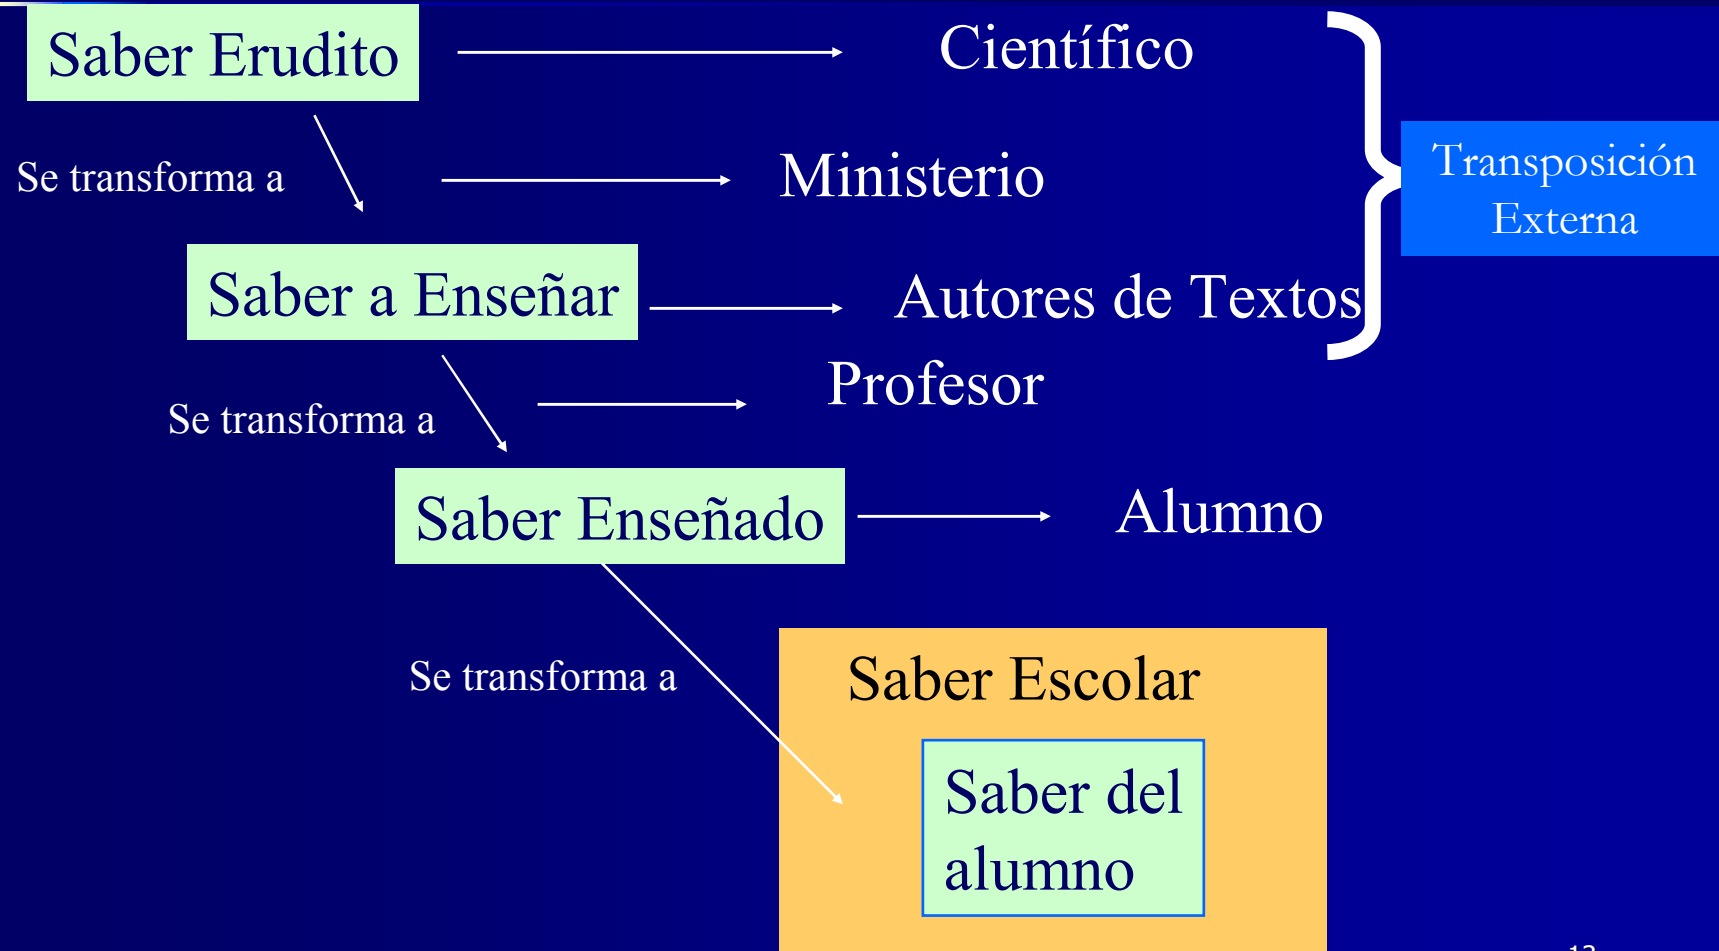 Saber Erudito
Científico
Se transforma a
Ministerio
Transposición
Externa
Saber a Enseñar
Autores de Textos
Profesor
Se transforma a
Saber Enseñado
Alumno
Se transforma a
Saber Escolar
Saber del
alumno